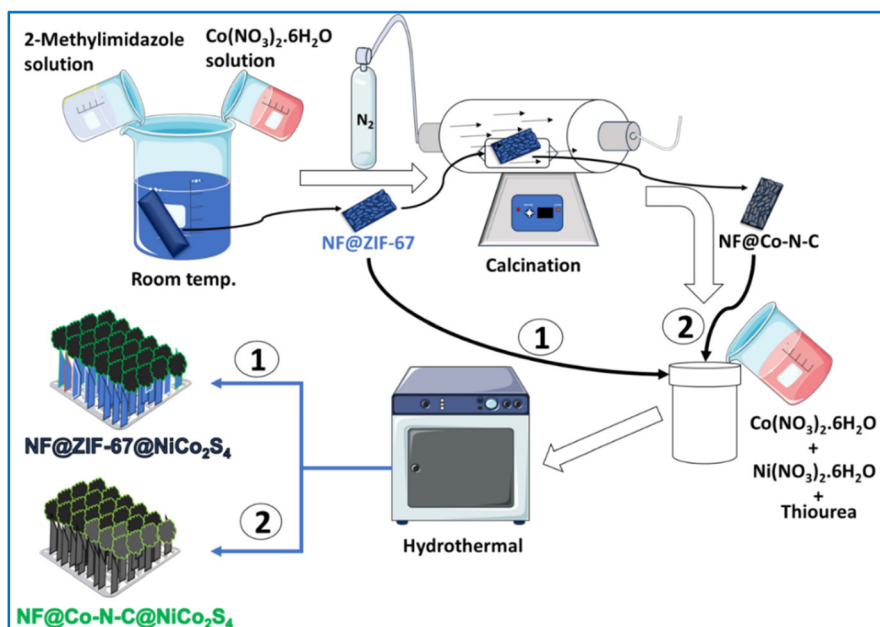 2-Methylimidazole
solution
Co(NO₃)₂.6H₂O
solution
N₂
Room temp.
NF@ZIF-67
Calcination
NF@Co-N-C
1
2
Co(NO₃)₂.6H₂O
+
Ni(NO₃)₂.6H₂O
+
Thiourea
Hydrothermal
1
NF@ZIF-67@NiCo₂S₄
2
NF@Co-N-C@NiCo₂S₄